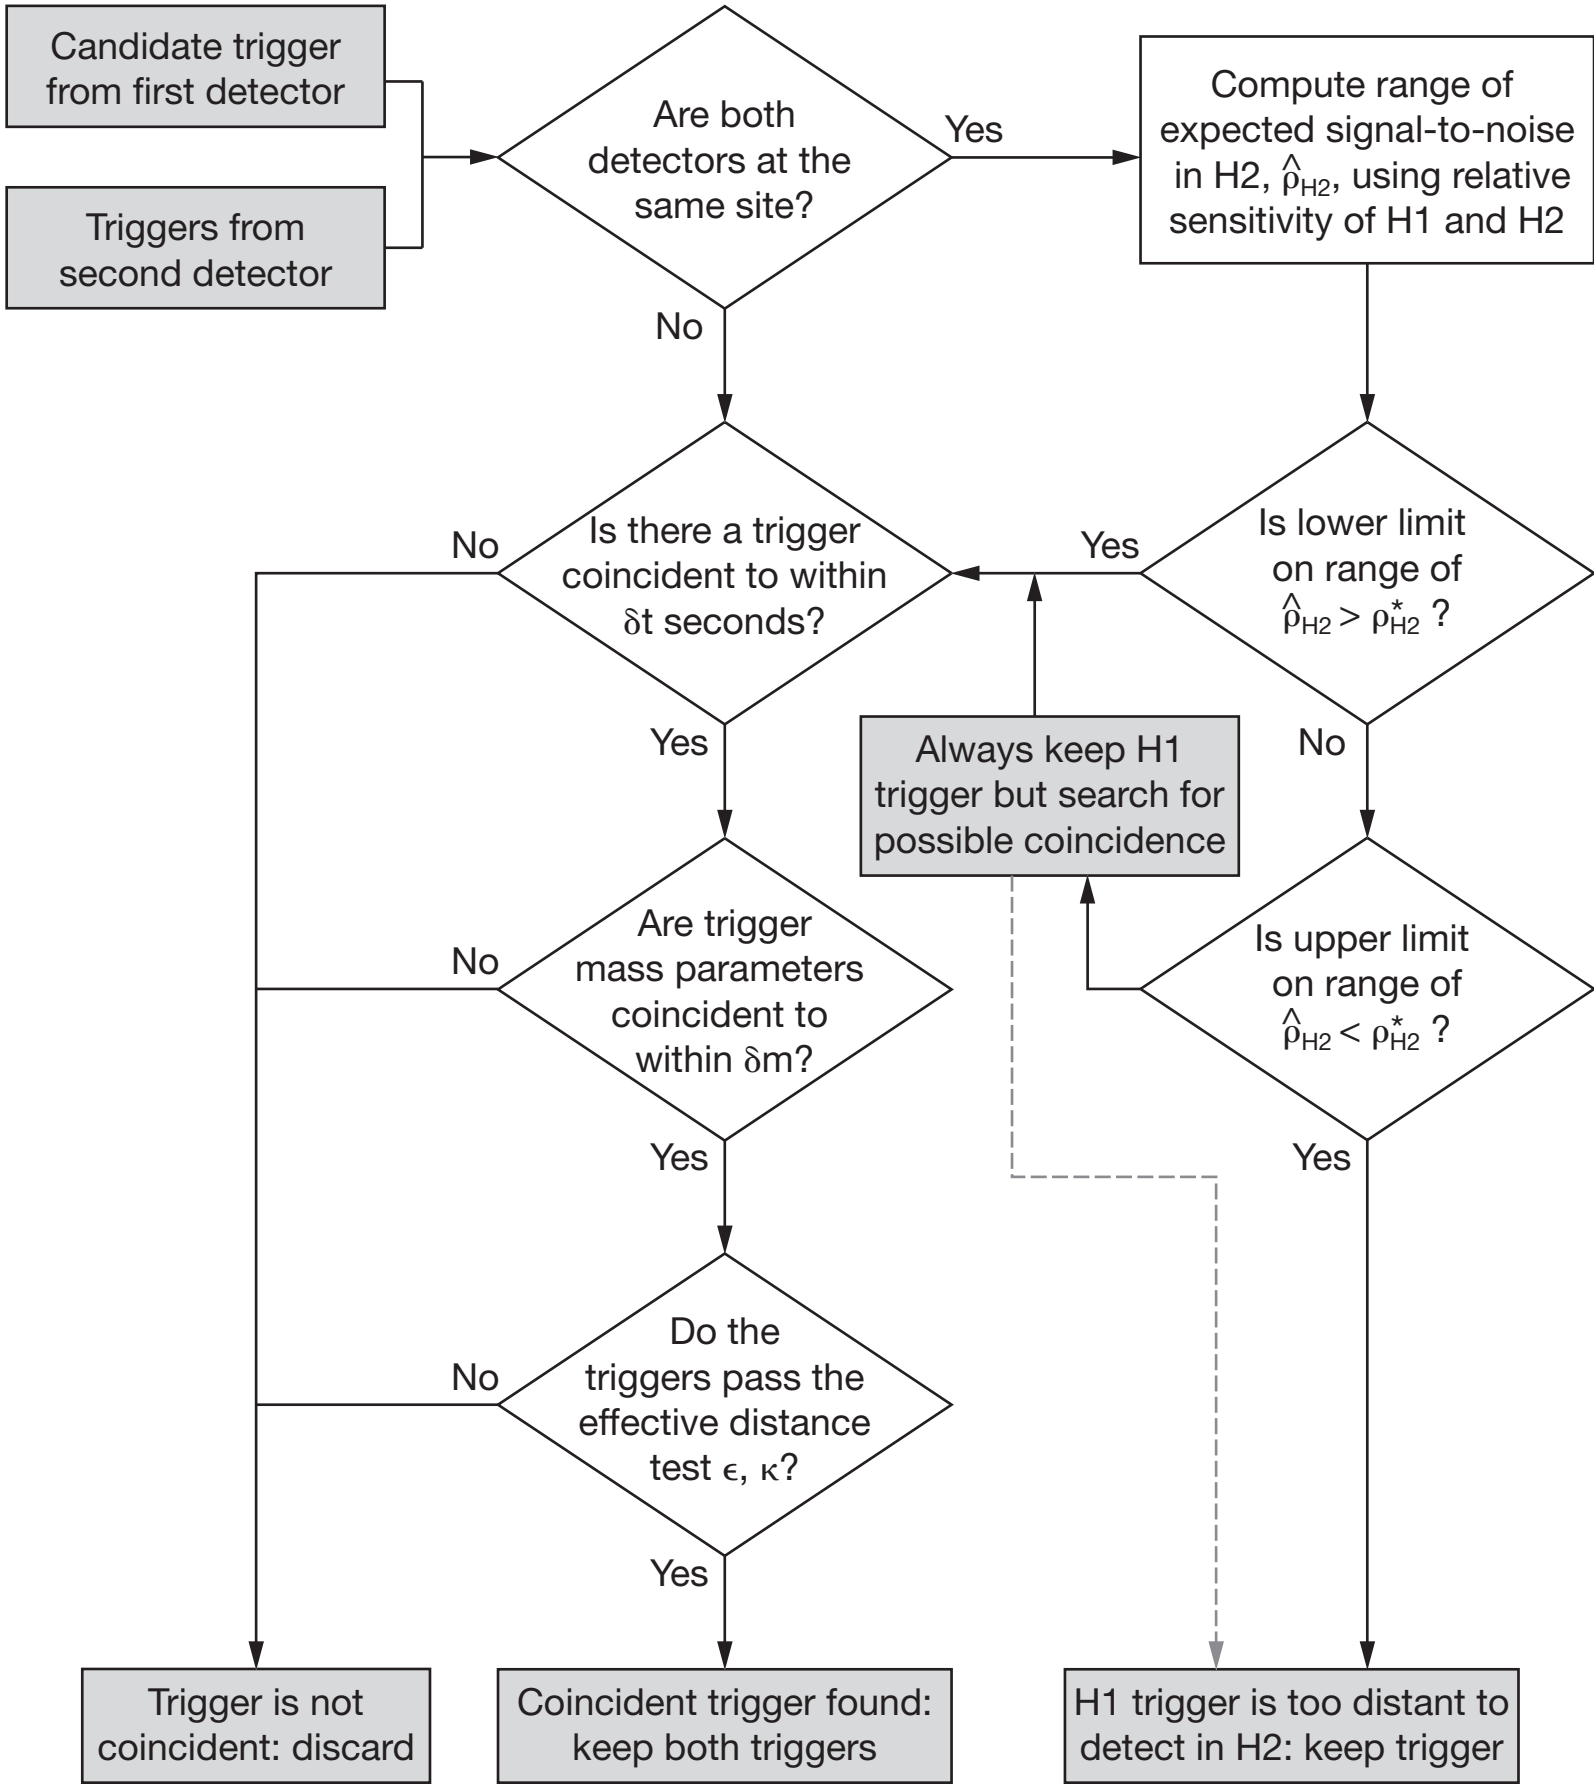 Candidate trigger
from first detector
Triggers from
second detector
Are both
detectors at the
same site?
Yes
No
Compute range of
expected signal-to-noise
in H2, ρ̂H2, using relative
sensitivity of H1 and H2
Is there a trigger
coincident to within
δt seconds?
No
Yes
Is lower limit
on range of
ρ̂H2 > ρ*H2 ?
Yes
No
Always keep H1
trigger but search for
possible coincidence
Are trigger
mass parameters
coincident to
within δm?
No
Yes
Is upper limit
on range of
ρ̂H2 < ρ*H2 ?
Yes
Do the
triggers pass the
effective distance
test ϵ, κ?
No
Yes
Trigger is not
coincident: discard
Coincident trigger found:
keep both triggers
H1 trigger is too distant to
detect in H2: keep trigger